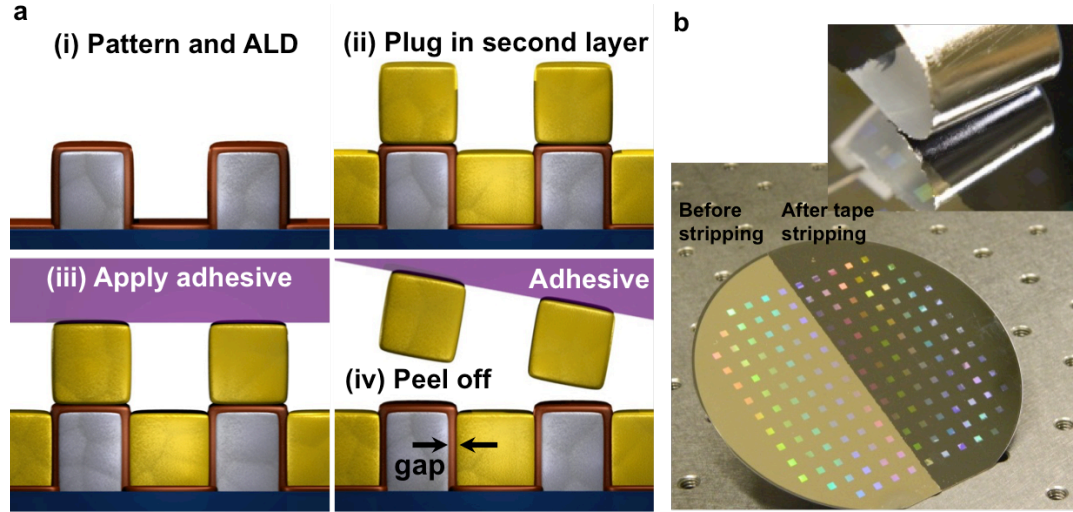 a
(i) Pattern and ALD
(ii) Plug in second layer
(iii) Apply adhesive
Adhesive
(iv) Peel off
gap
b
Before
stripping
After tape
stripping